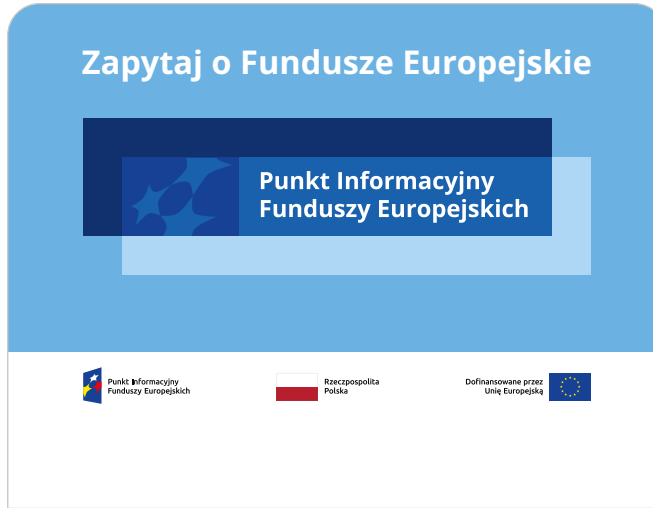 Zapytaj o Fundusze Europejskie
Punkt Informacyjny
Funduszy Europejskich
Punkt Informacyjny
Funduszy Europejskich
Rzeczpospolita
Polska
Dofinansowane przez
Unię Europejską